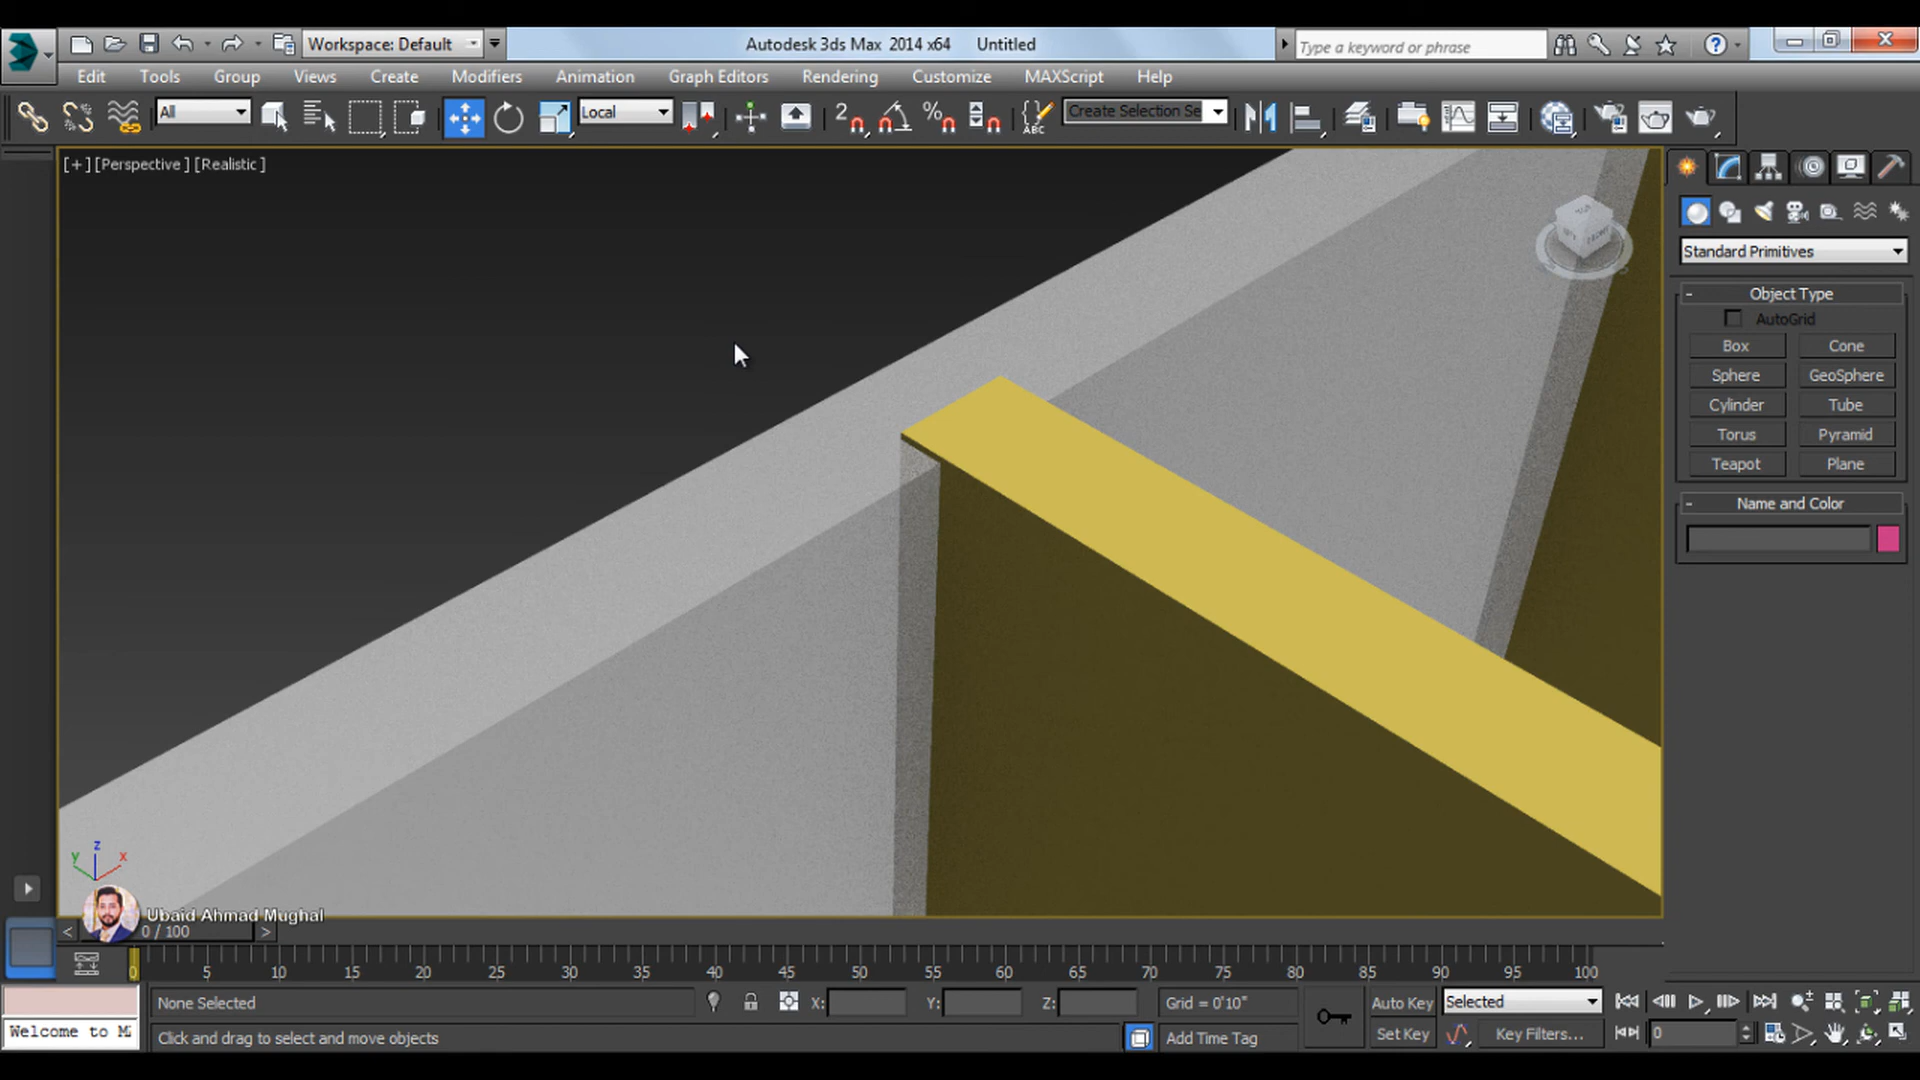 Workspace: Default
Autodesk 3ds Max 2014 x64 Untitled
Type a keyword or phrase
Edit Tools Group Views Create Modifiers Animation Graph Editors Rendering Customize MAXScript Help
All
Local
2
%
ABC
Create Selection Se
[ + ] [Perspective ] [Realistic ]
FRONT
Standard Primitives
- Object Type
AutoGrid
Box Cone
Sphere GeoSphere
Cylinder Tube
Torus Pyramid
Teapot Plane
- Name and Color
z
y x
Ubaid Ahmad Mughal
< 0 / 100 >
0 5 10 15 20 25 30 35 40 45 50 55 60 65 70 75 80 85 90 95 100
None Selected X: Y: Z: Grid = 0'10" Auto Key Selected
Welcome to M
Click and drag to select and move objects Add Time Tag Set Key Key Filters... 0